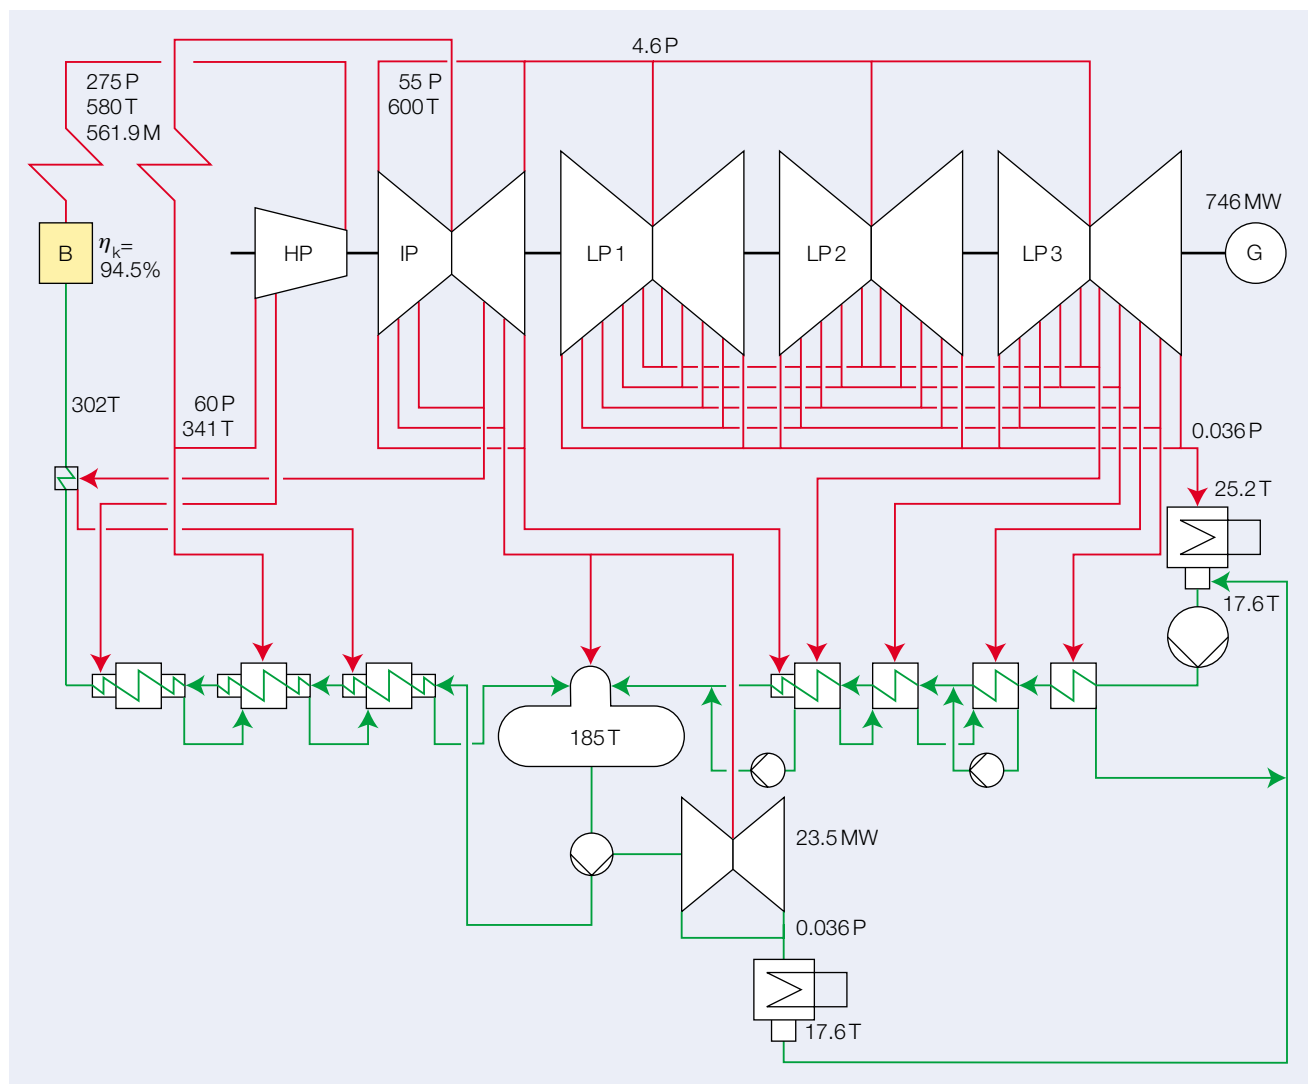 4.6 P
275 P
580 T
561.9 M
55 P
600 T
746 MW
B
ηk=
94.5%
HP
IP
LP 1
LP 2
LP 3
G
302T
60 P
341 T
0.036 P
25.2 T
17.6 T
185 T
23.5 MW
0.036 P
17.6 T